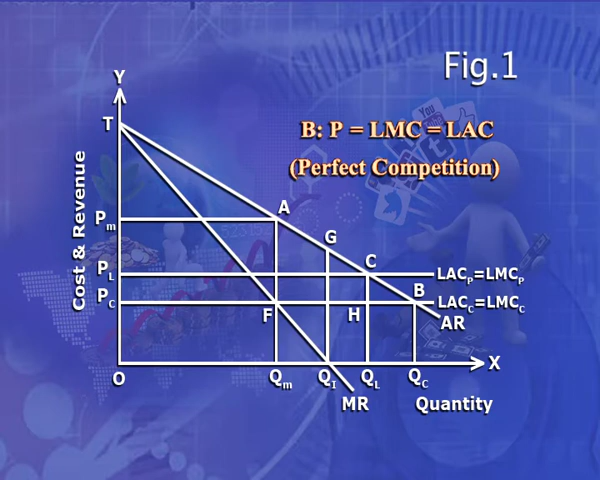 Fig.1
Y
T
B: P = LMC = LAC
(Perfect Competition)
Cost & Revenue
A
Pm
G
C
PL
LACP=LMCP
B
PC
LACC=LMCC
F
H
AR
X
O
Qm
QI
QL
QC
MR
Quantity